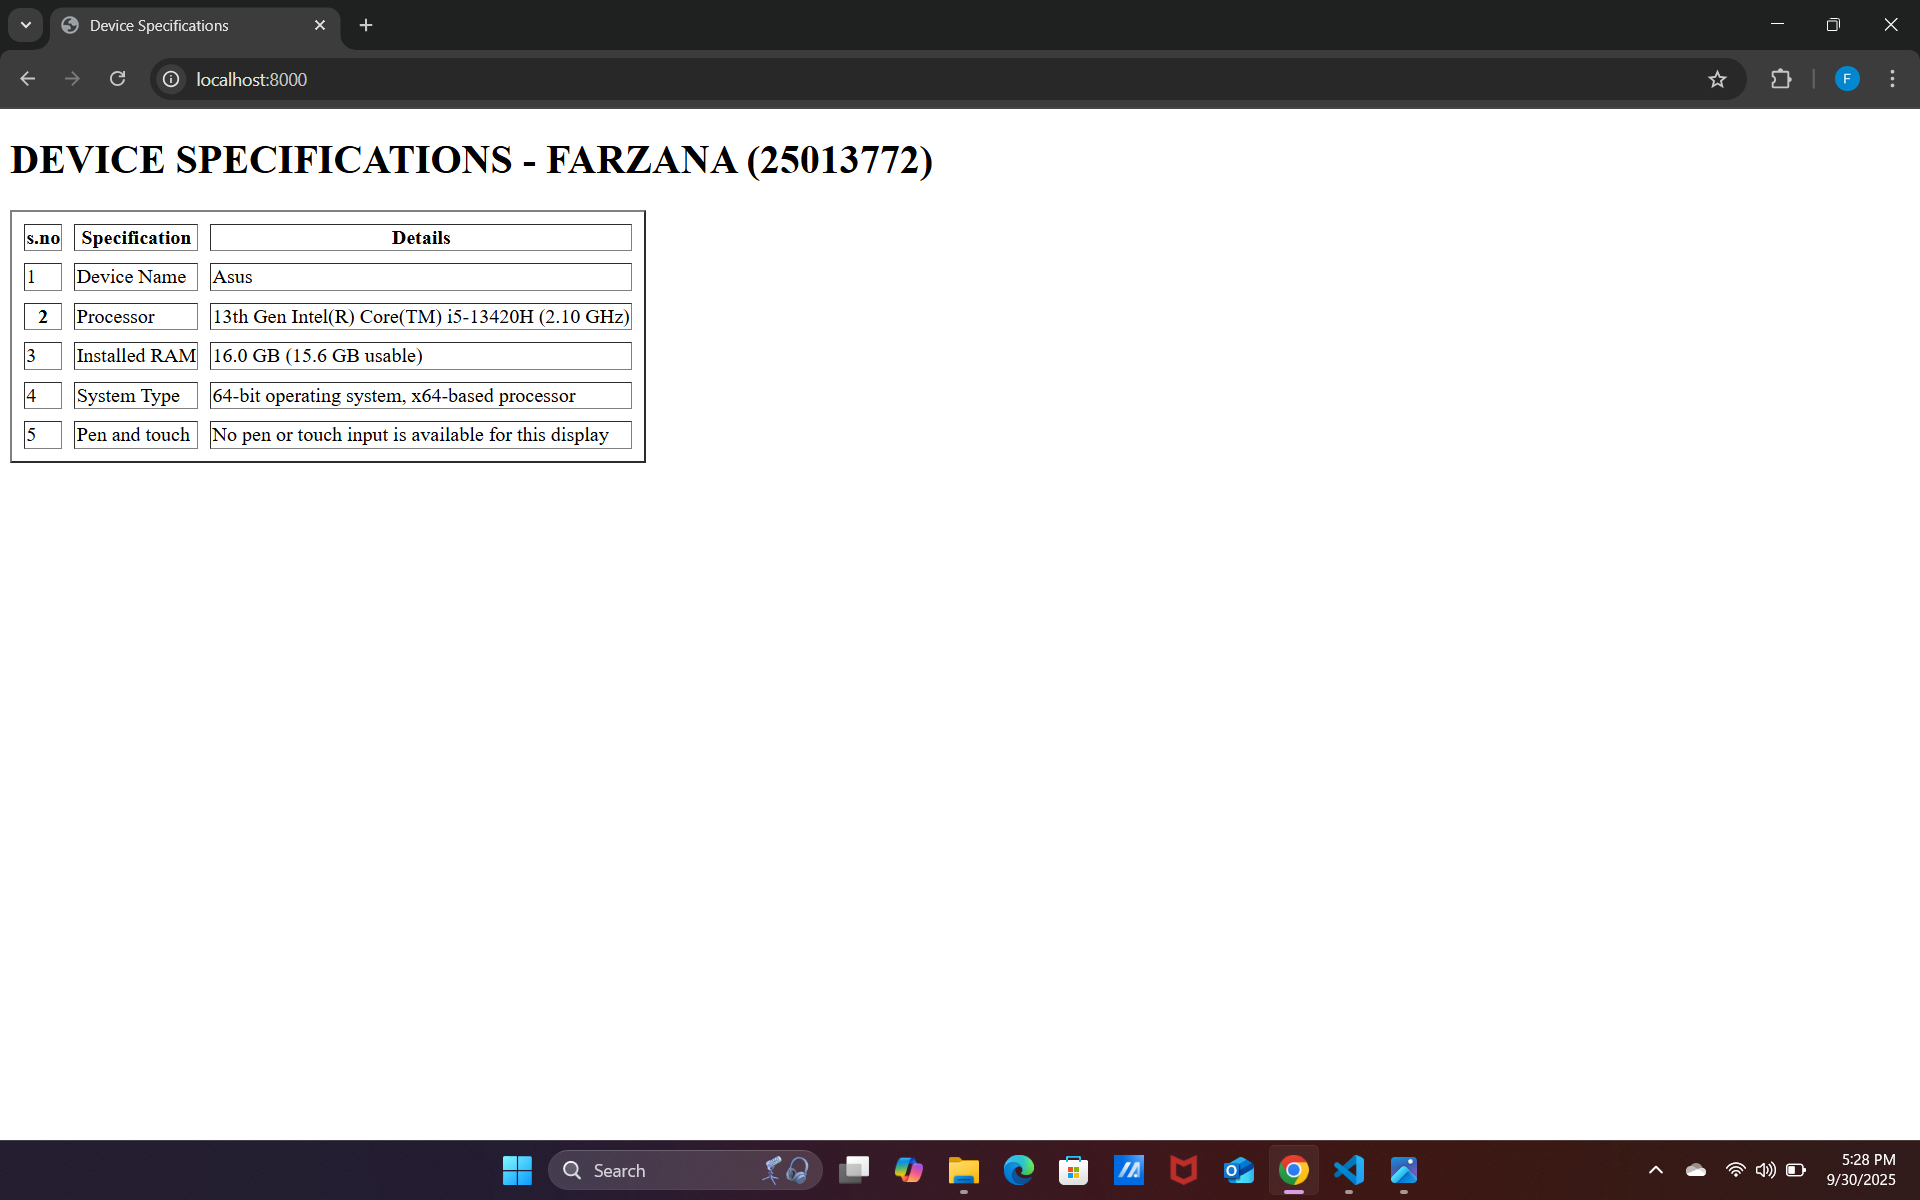 Device Specifications
localhost:8000
F
DEVICE SPECIFICATIONS - FARZANA (25013772)
s.no Specification Details
1 Device Name Asus
2 Processor 13th Gen Intel(R) Core(TM) i5-13420H (2.10 GHz)
3 Installed RAM 16.0 GB (15.6 GB usable)
4 System Type 64-bit operating system, x64-based processor
5 Pen and touch No pen or touch input is available for this display
Search
5:28 PM
9/30/2025